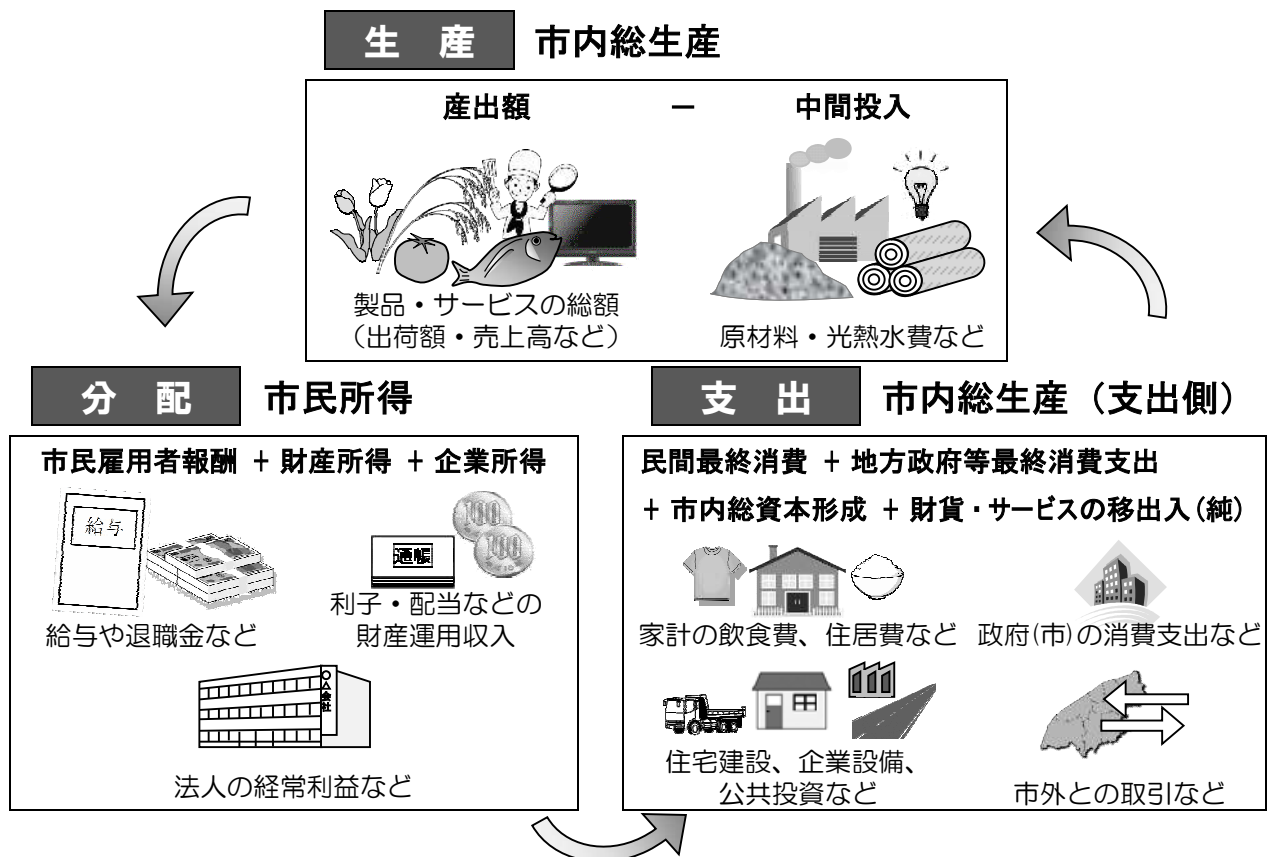 生　産　市内総生産
産出額　－　中間投入
製品・サービスの総額
（出荷額・売上高など）
原材料・光熱水費など
分　配　市民所得
市民雇用者報酬 + 財産所得 + 企業所得
給与
通帳
100
100
給与や退職金など
利子・配当などの
財産運用収入
〇△会社
法人の経常利益など
支　出　市内総生産（支出側）
民間最終消費 + 地方政府等最終消費支出
+ 市内総資本形成 + 財貨・サービスの移出入(純)
家計の飲食費、住居費など
政府(市)の消費支出など
住宅建設、企業設備、
公共投資など
市外との取引など